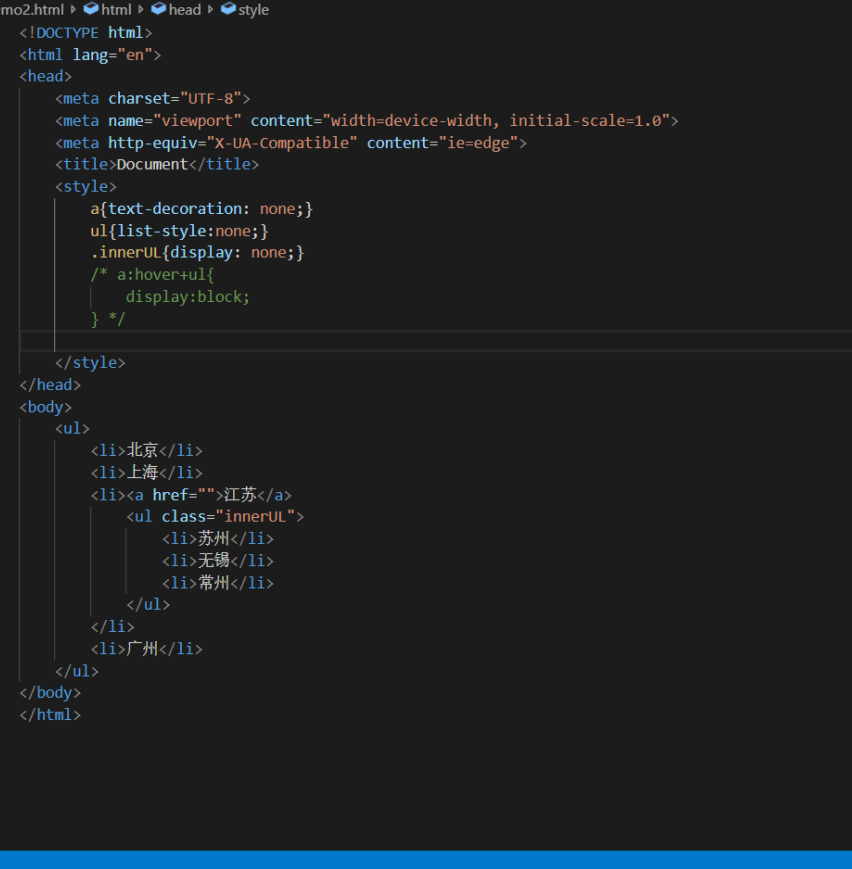 mo2.html html head style
<!DOCTYPE html>
<html lang="en">
<head>
    <meta charset="UTF-8">
    <meta name="viewport" content="width=device-width, initial-scale=1.0">
    <meta http-equiv="X-UA-Compatible" content="ie=edge">
    <title>Document</title>
    <style>
        a{text-decoration: none;}
        ul{list-style:none;}
        .innerUL{display: none;}
        /* a:hover+ul{
            display:block;
        } */
    </style>
</head>
<body>
    <ul>
        <li>北京</li>
        <li>上海</li>
        <li><a href="">江苏</a>
            <ul class="innerUL">
                <li>苏州</li>
                <li>无锡</li>
                <li>常州</li>
            </ul>
        </li>
        <li>广州</li>
    </ul>
</body>
</html>